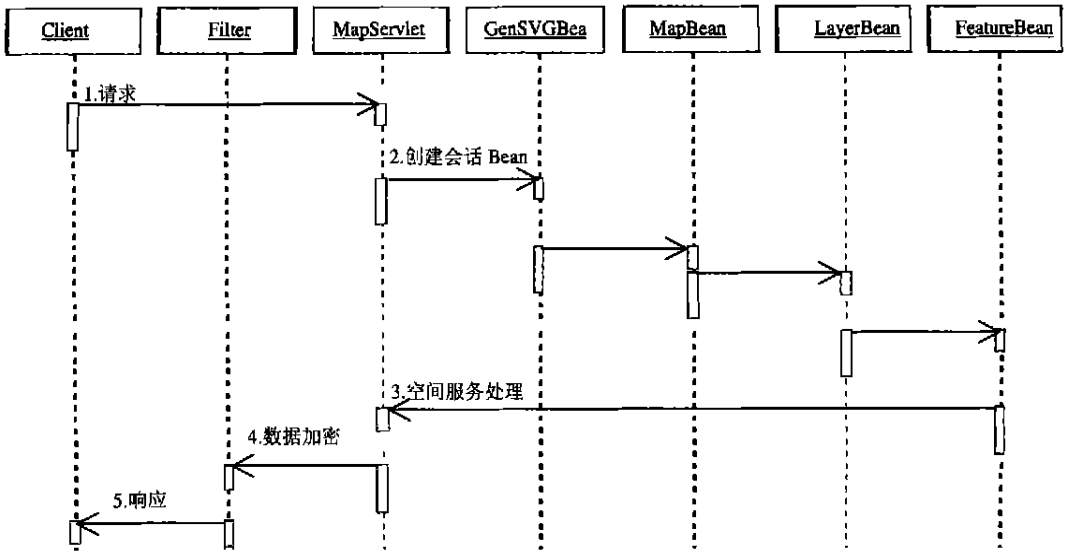 Client Filter MapServlet GenSVGBea MapBean LayerBean FeatureBean
1.请求
2.创建会话 Bean
3.空间服务处理
4.数据加密
5.响应